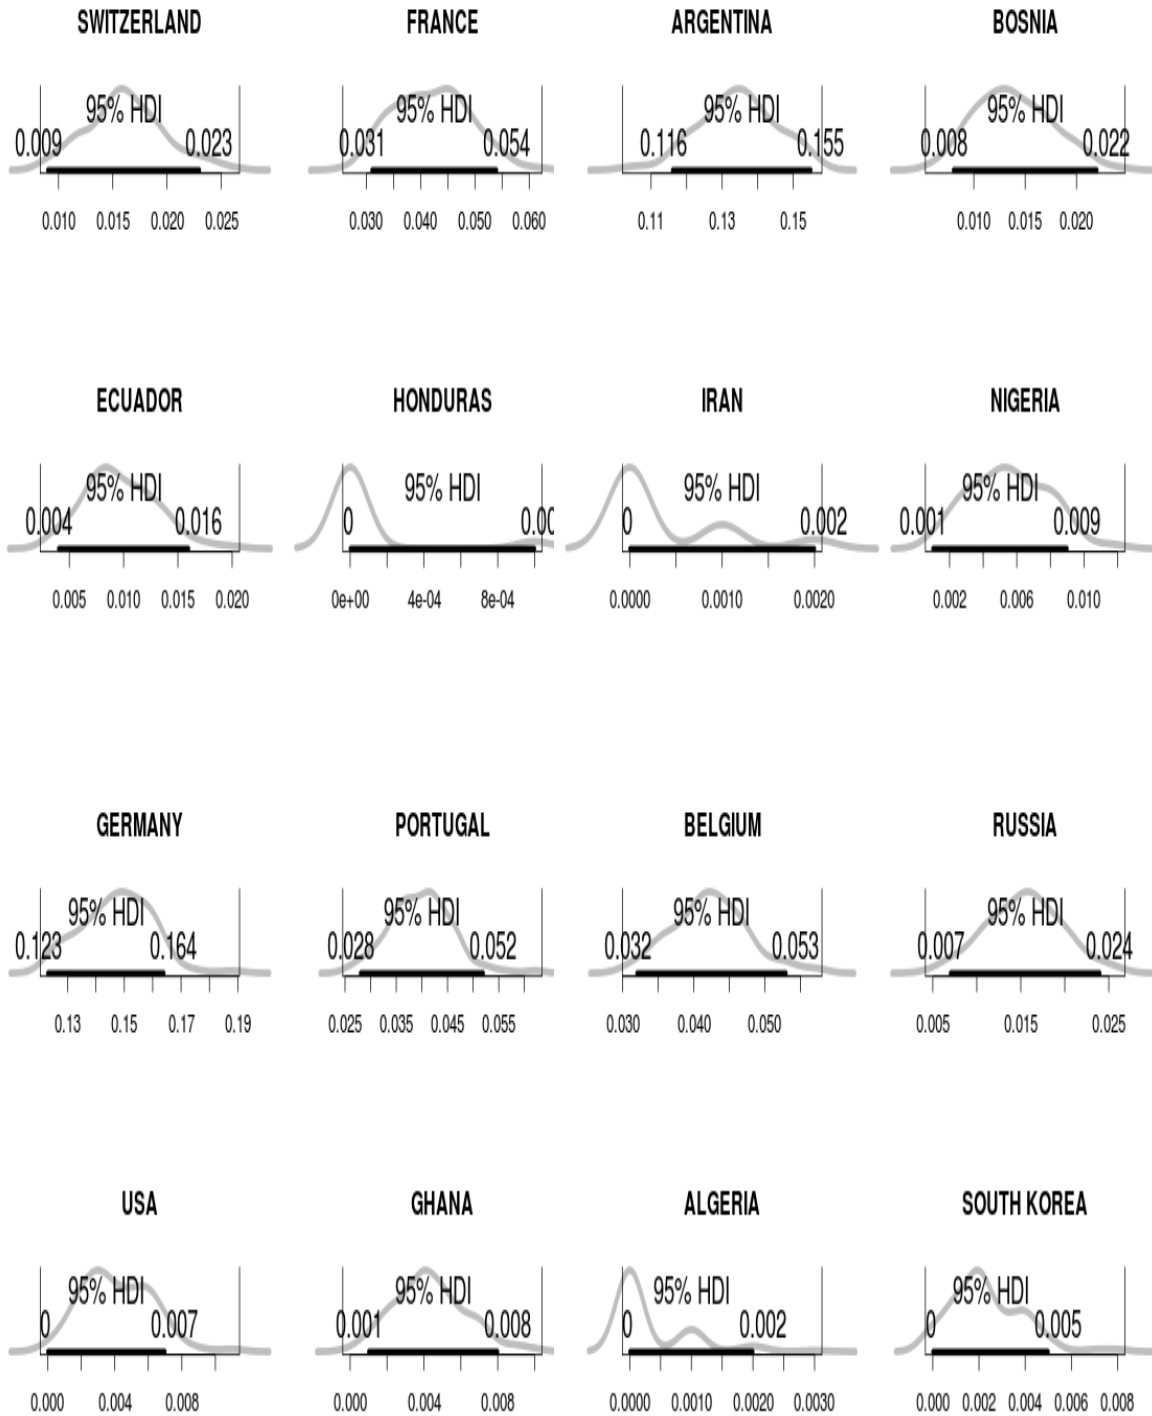 SWITZERLAND FRANCE ARGENTINA BOSNIA
95% HDI 95% HDI 95% HDI 95% HDI
0.009 0.023 0.031 0.054 0.116 0.155 0.008 0.022
0.010 0.015 0.020 0.025 0.030 0.040 0.050 0.060 0.11 0.13 0.15 0.010 0.015 0.020
ECUADOR HONDURAS IRAN NIGERIA
95% HDI 95% HDI 95% HDI 95% HDI
0.004 0.016 0 0.00 0 0.002 0.001 0.009
0.005 0.010 0.015 0.020 0e+00 4e-04 8e-04 0.0000 0.0010 0.0020 0.002 0.006 0.010
GERMANY PORTUGAL BELGIUM RUSSIA
95% HDI 95% HDI 95% HDI 95% HDI
0.123 0.164 0.028 0.052 0.032 0.053 0.007 0.024
0.13 0.15 0.17 0.19 0.025 0.035 0.045 0.055 0.030 0.040 0.050 0.005 0.015 0.025
USA GHANA ALGERIA SOUTH KOREA
95% HDI 95% HDI 95% HDI 95% HDI
0 0.007 0.001 0.008 0 0.002 0 0.005
0.000 0.004 0.008 0.000 0.004 0.008 0.0000 0.0010 0.0020 0.0030 0.000 0.002 0.004 0.006 0.008